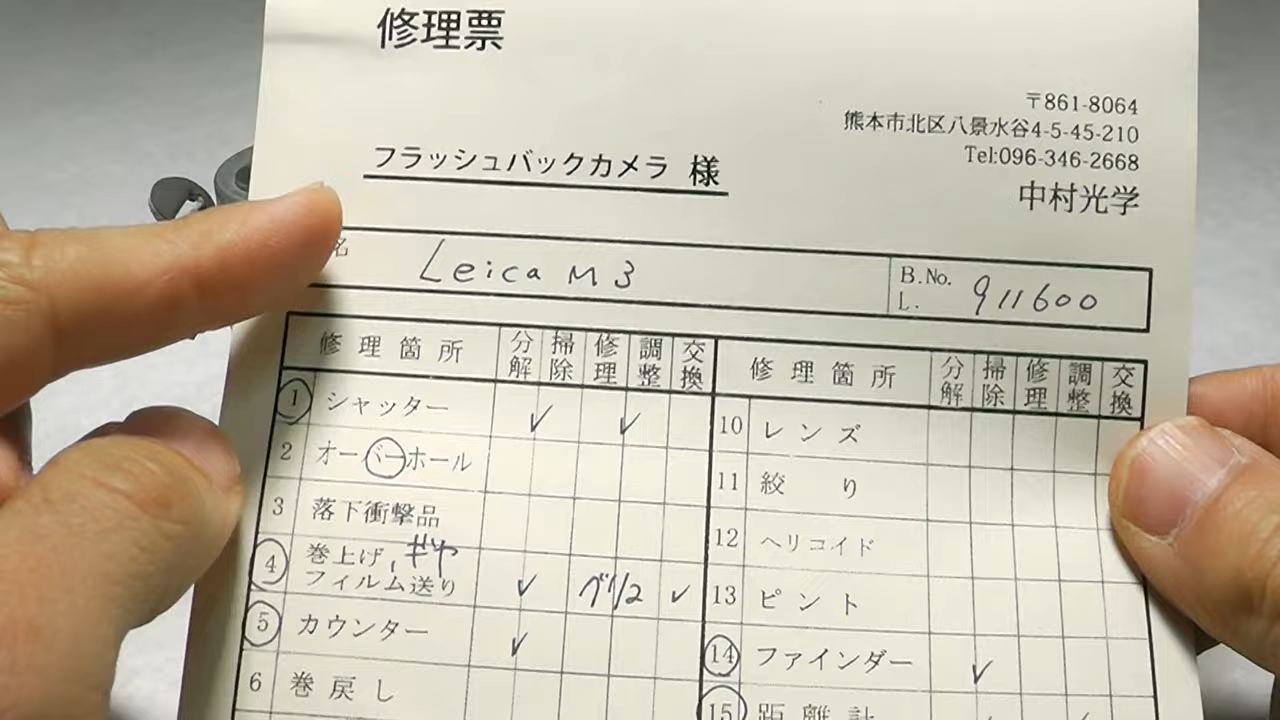 修理票
〒861-8064
熊本市北区八景水谷4-5-45-210
Tel:096-346-2668
中村光学
フラッシュバックカメラ 様
名 Leica M3 B.No. 911600
L.
修理箇所 分解 掃除 修理 調整 交換
1 シャッター ✓ ✓
2 オーバーホール
3 落下衝撃品
4 巻上げ, ギヤ
フィルム送り ✓ ✓
5 カウンター ✓
6 巻戻し
修理箇所 分解 掃除 修理 調整 交換
10 レンズ
11 絞り
12 ヘリコイド
13 ピント
14 ファインダー ✓
15 距離計